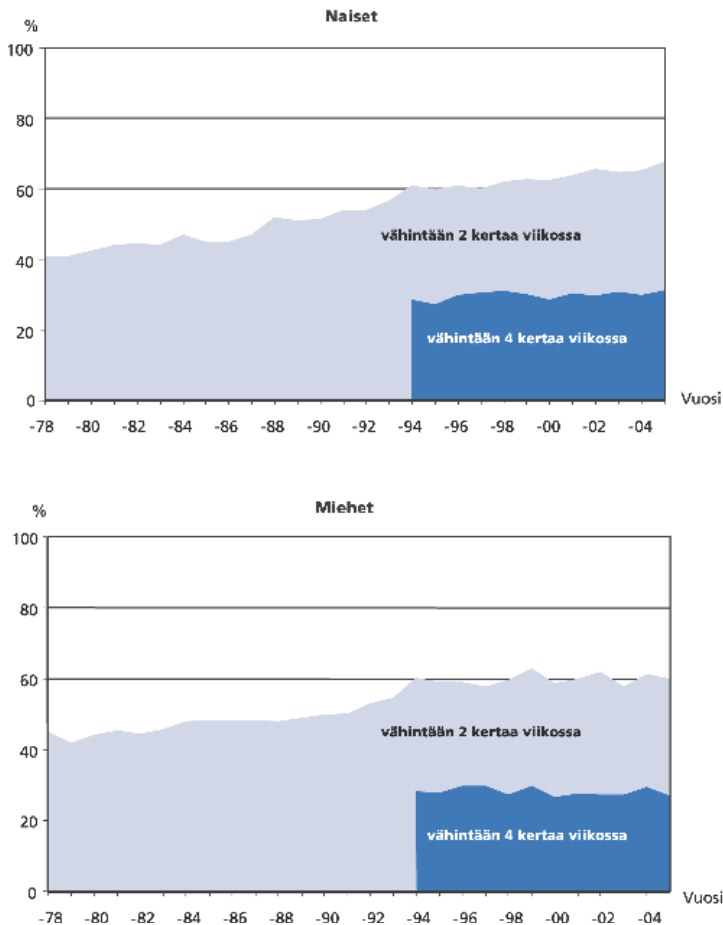 Naiset
%
100
80
60
40
20
0
vähintään 2 kertaa viikossa
vähintään 4 kertaa viikossa
Vuosi
-78 -80 -82 -84 -86 -88 -90 -92 -94 -96 -98 -00 -02 -04
Miehet
%
100
80
60
40
20
0
vähintään 2 kertaa viikossa
vähintään 4 kertaa viikossa
Vuosi
-78 -80 -82 -84 -86 -88 -90 -92 -94 -96 -98 -00 -02 -04